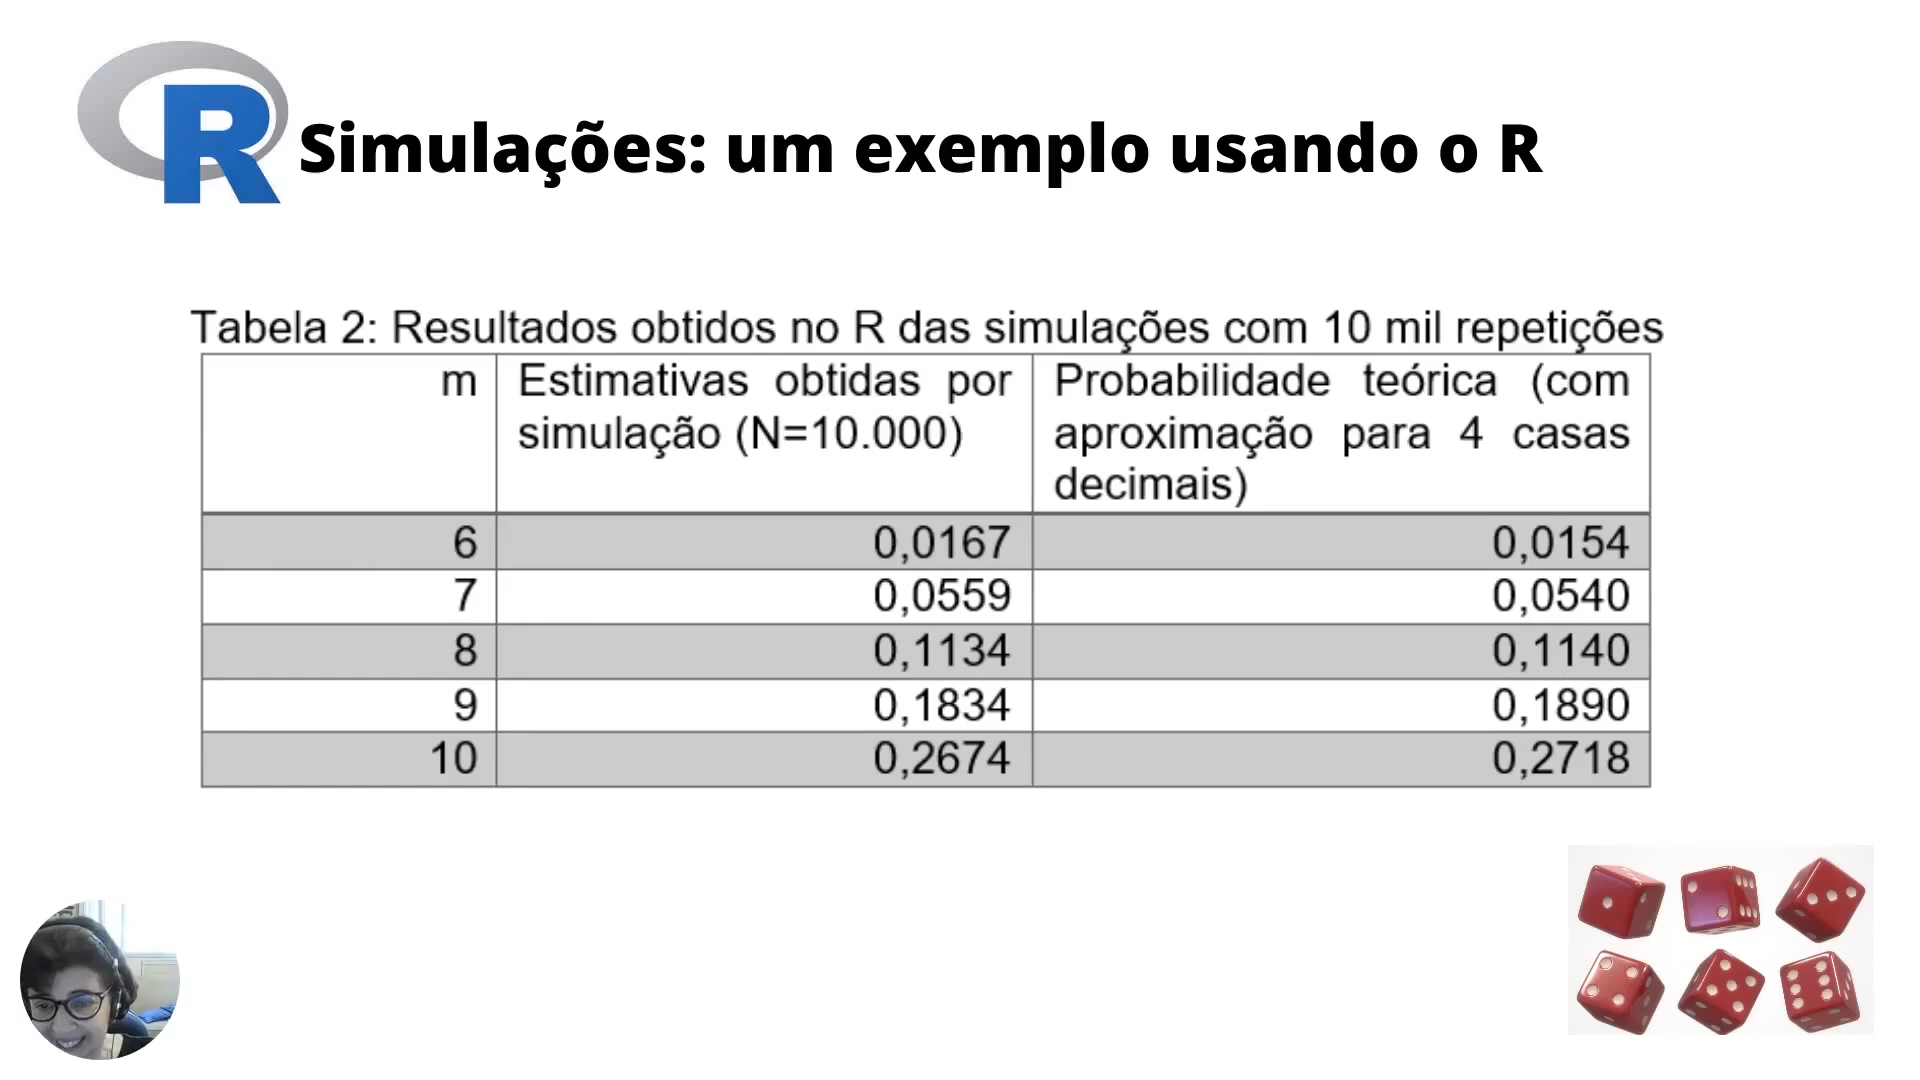 R
Simulações: um exemplo usando o R
Tabela 2: Resultados obtidos no R das simulações com 10 mil repetições
m
Estimativas obtidas por
simulação (N=10.000)
Probabilidade teórica (com
aproximação para 4 casas
decimais)
6 0,0167 0,0154
7 0,0559 0,0540
8 0,1134 0,1140
9 0,1834 0,1890
10 0,2674 0,2718